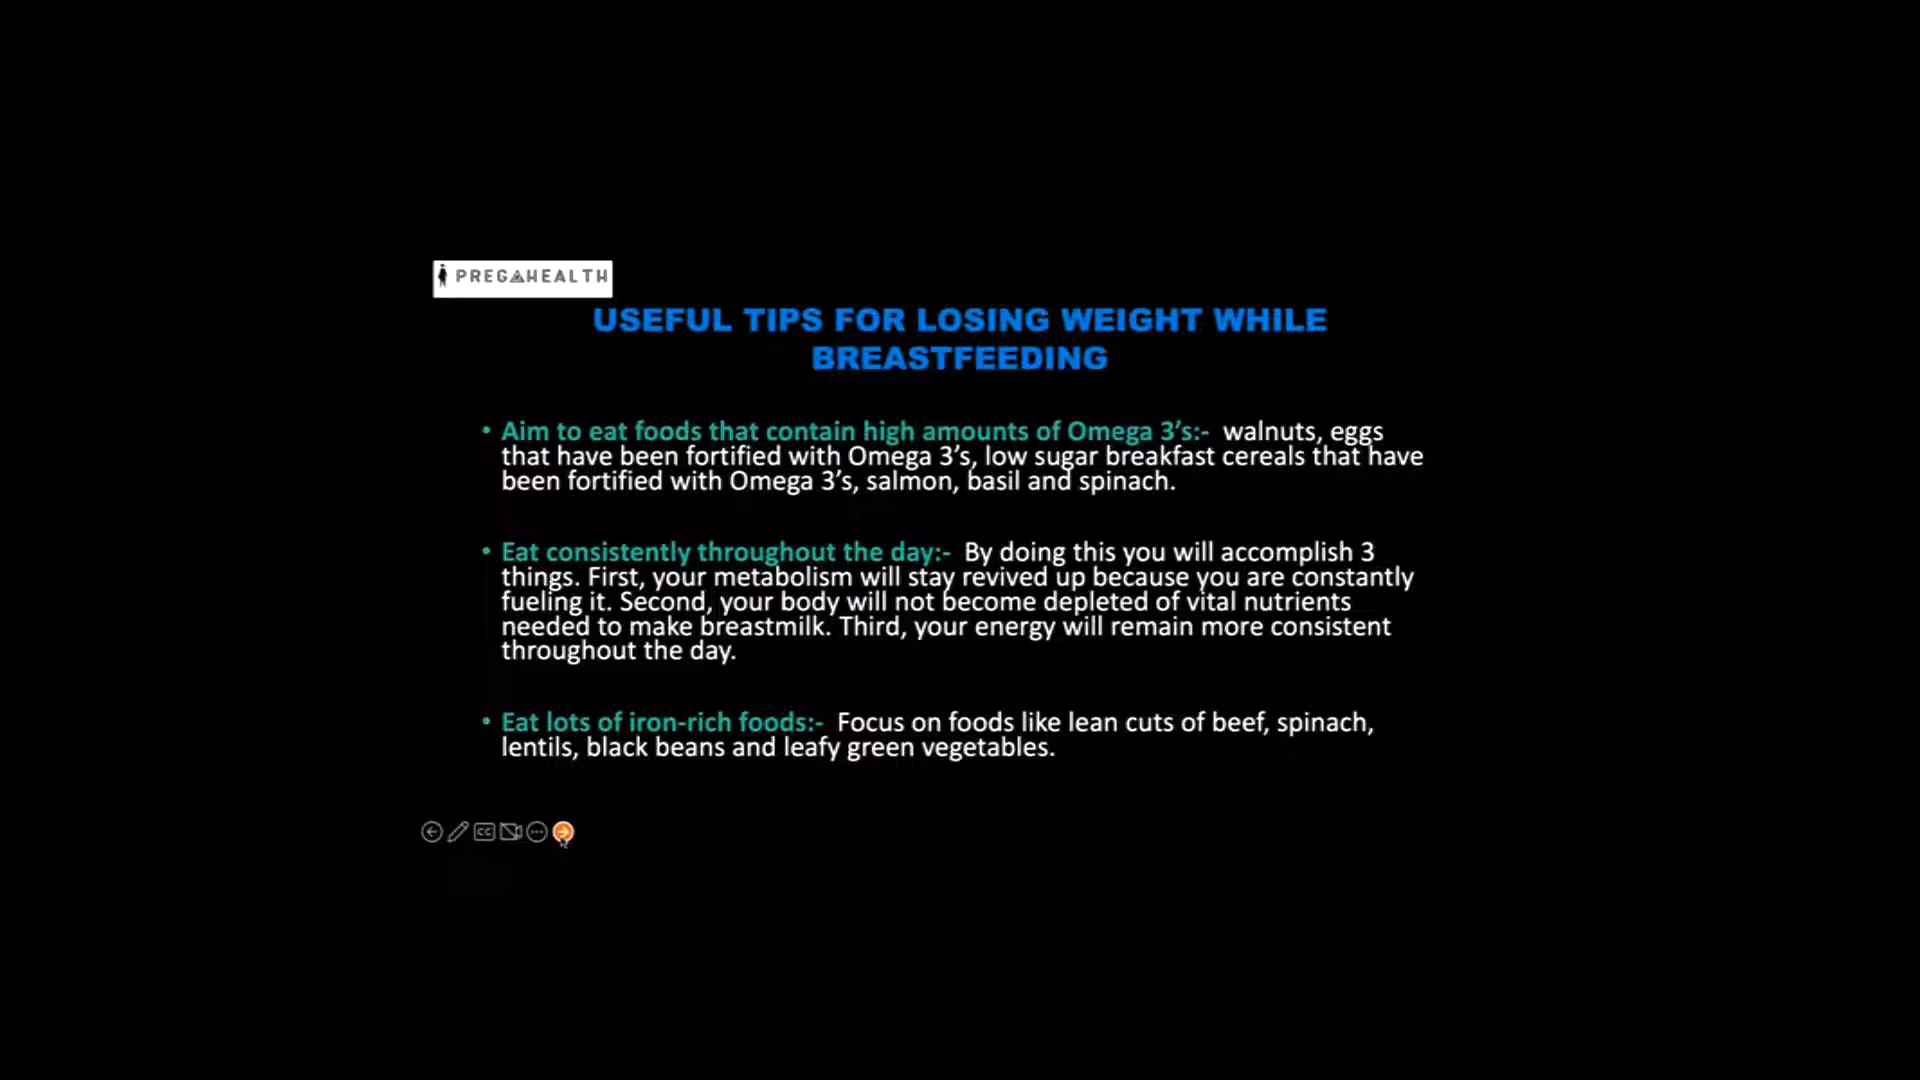 PREGAHEALTH
USEFUL TIPS FOR LOSING WEIGHT WHILE
BREASTFEEDING
• Aim to eat foods that contain high amounts of Omega 3’s:- walnuts, eggs
that have been fortified with Omega 3’s, low sugar breakfast cereals that have
been fortified with Omega 3’s, salmon, basil and spinach.
• Eat consistently throughout the day:- By doing this you will accomplish 3
things. First, your metabolism will stay revived up because you are constantly
fueling it. Second, your body will not become depleted of vital nutrients
needed to make breastmilk. Third, your energy will remain more consistent
throughout the day.
• Eat lots of iron-rich foods:- Focus on foods like lean cuts of beef, spinach,
lentils, black beans and leafy green vegetables.
CC